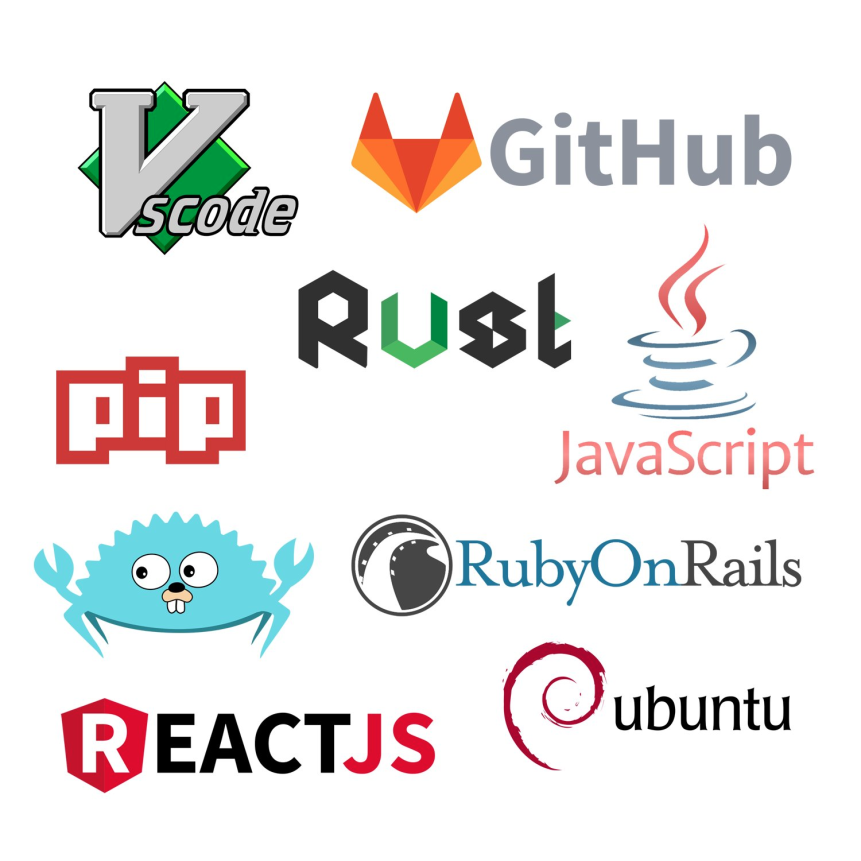 Vscode
GitHub
Rust
JavaScript
pip
RubyOnRails
ubuntu
REACTJS